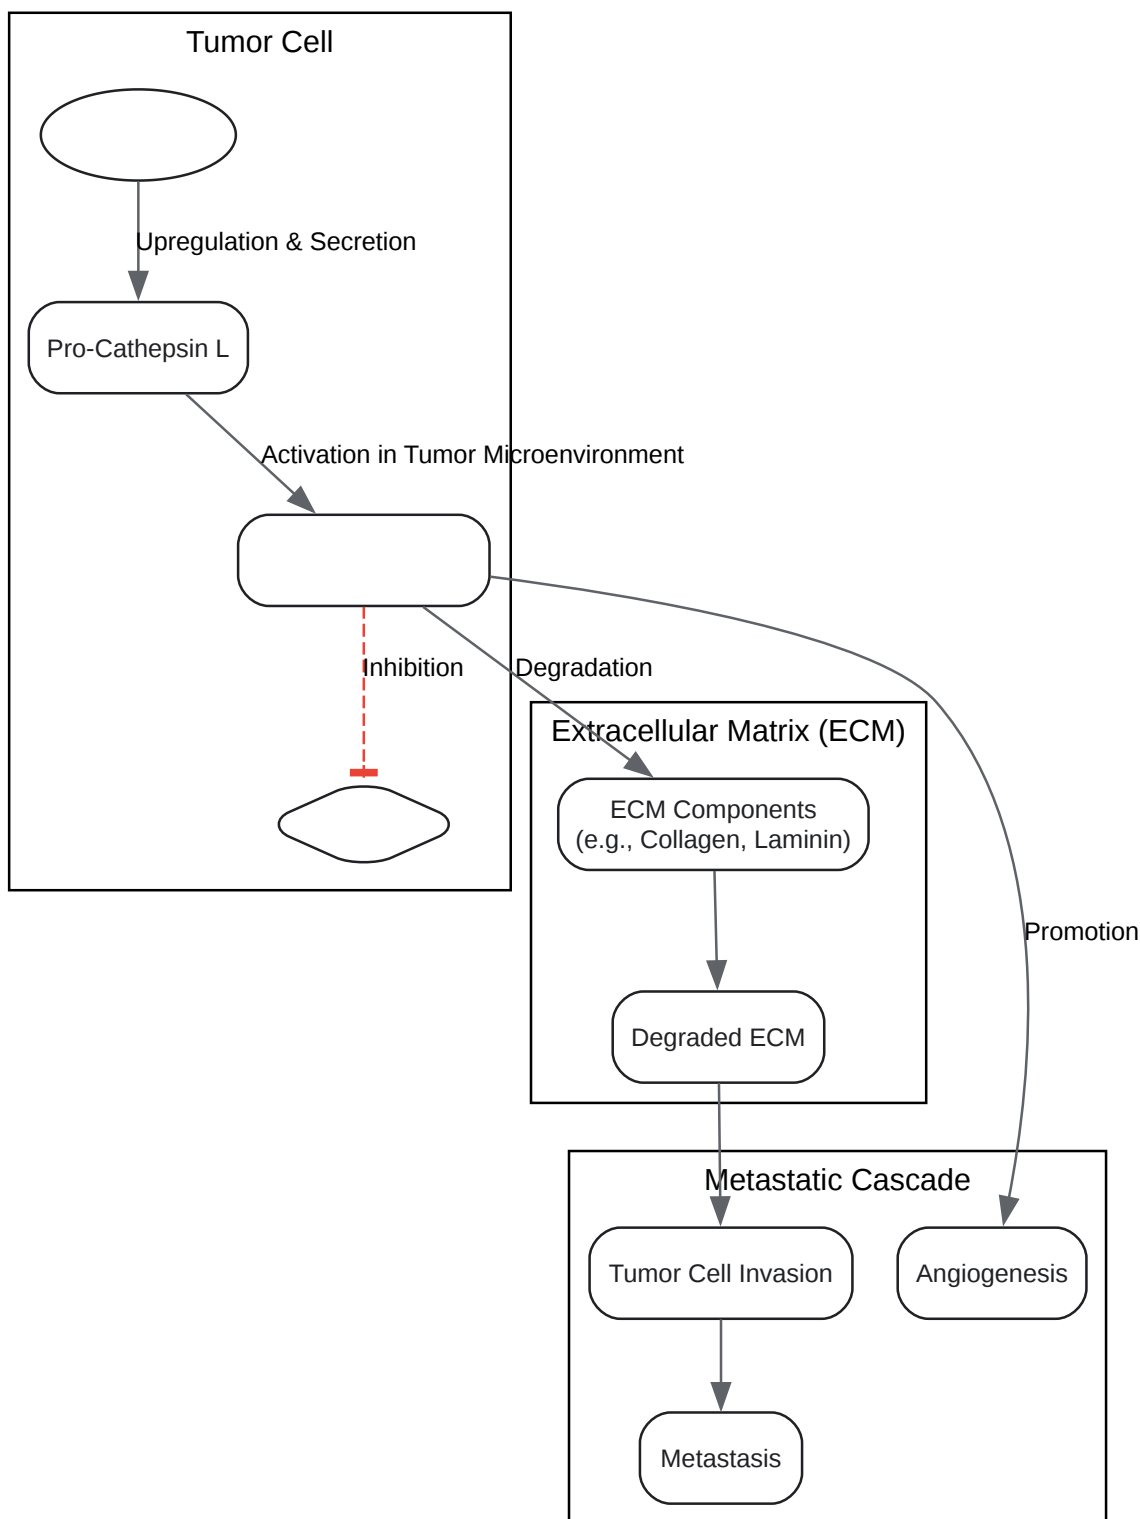 Tumor Cell
Upregulation & Secretion
Pro-Cathepsin L
Activation in Tumor Microenvironment
Inhibition
Degradation
Extracellular Matrix (ECM)
ECM Components
(e.g., Collagen, Laminin)
Promotion
Degraded ECM
Metastatic Cascade
Tumor Cell Invasion
Angiogenesis
Metastasis